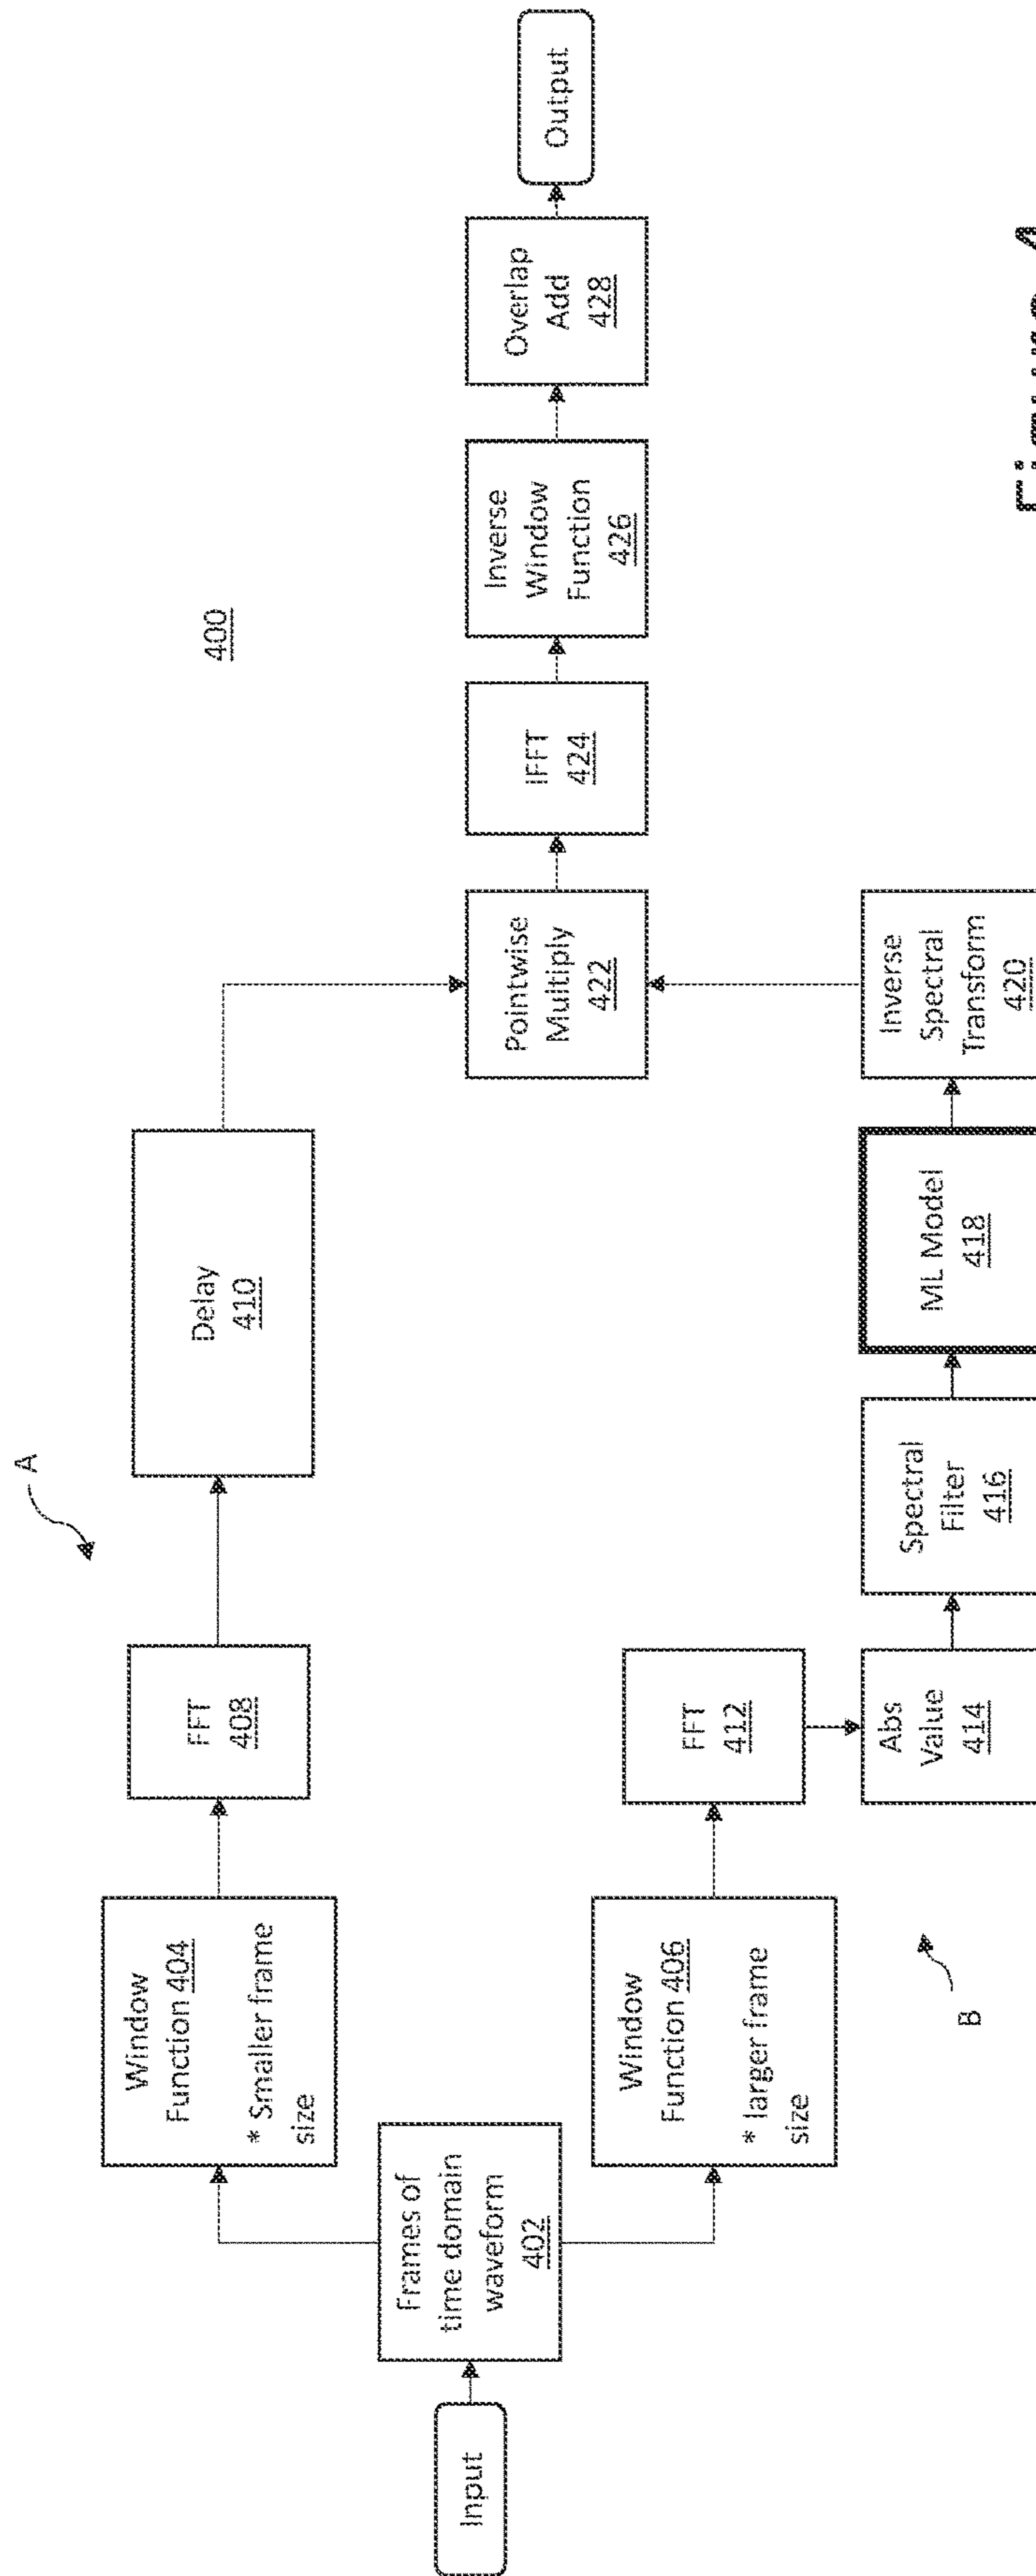 400
A
Input
Frames of
time domain
waveform
402
Window
Function 404
* Smaller frame
size
FFT
408
Delay
410
Window
Function 406
* larger frame
size
FFT
412
B
Abs
Value
414
Spectral
Filter
416
ML Model
418
Inverse
Spectral
Transform
420
Pointwise
Multiply
422
IFFT
424
Inverse
Window
Function
426
Overlap
Add
428
Output
Figure 4